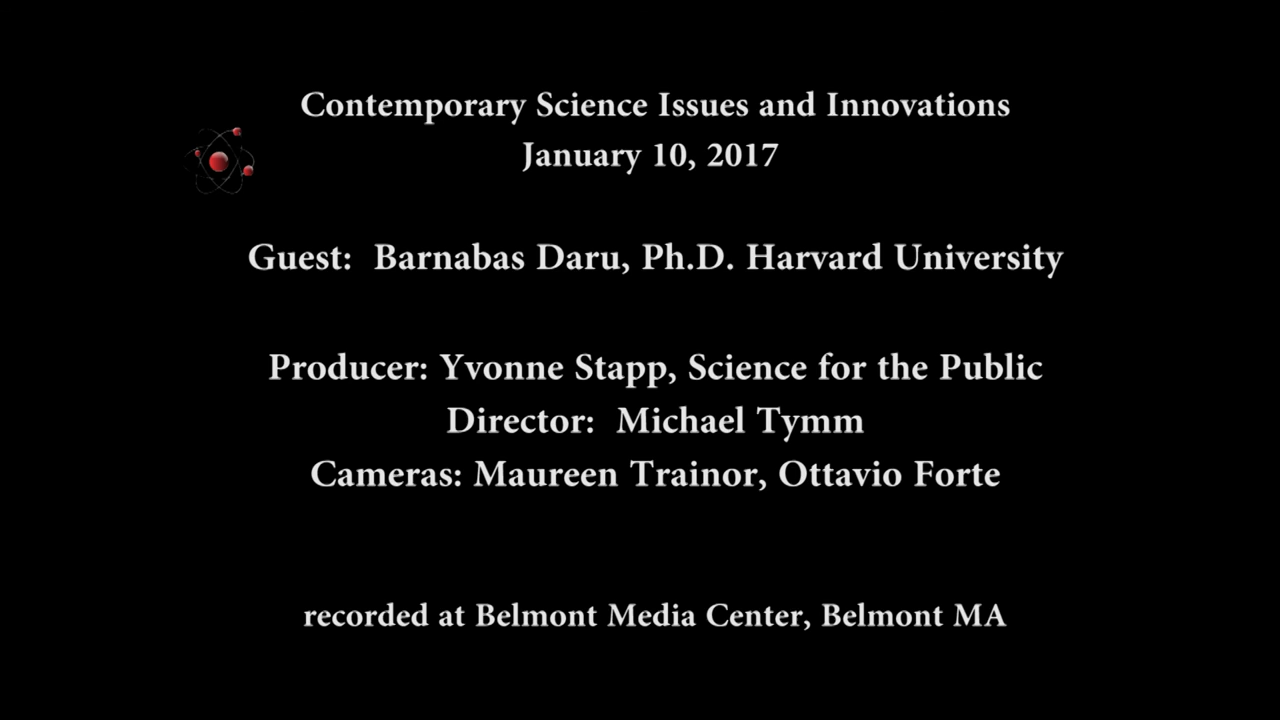 Contemporary Science Issues and Innovations
January 10, 2017
Guest:  Barnabas Daru, Ph.D. Harvard University
Producer: Yvonne Stapp, Science for the Public
Director:  Michael Tymm
Cameras: Maureen Trainor, Ottavio Forte
recorded at Belmont Media Center, Belmont MA